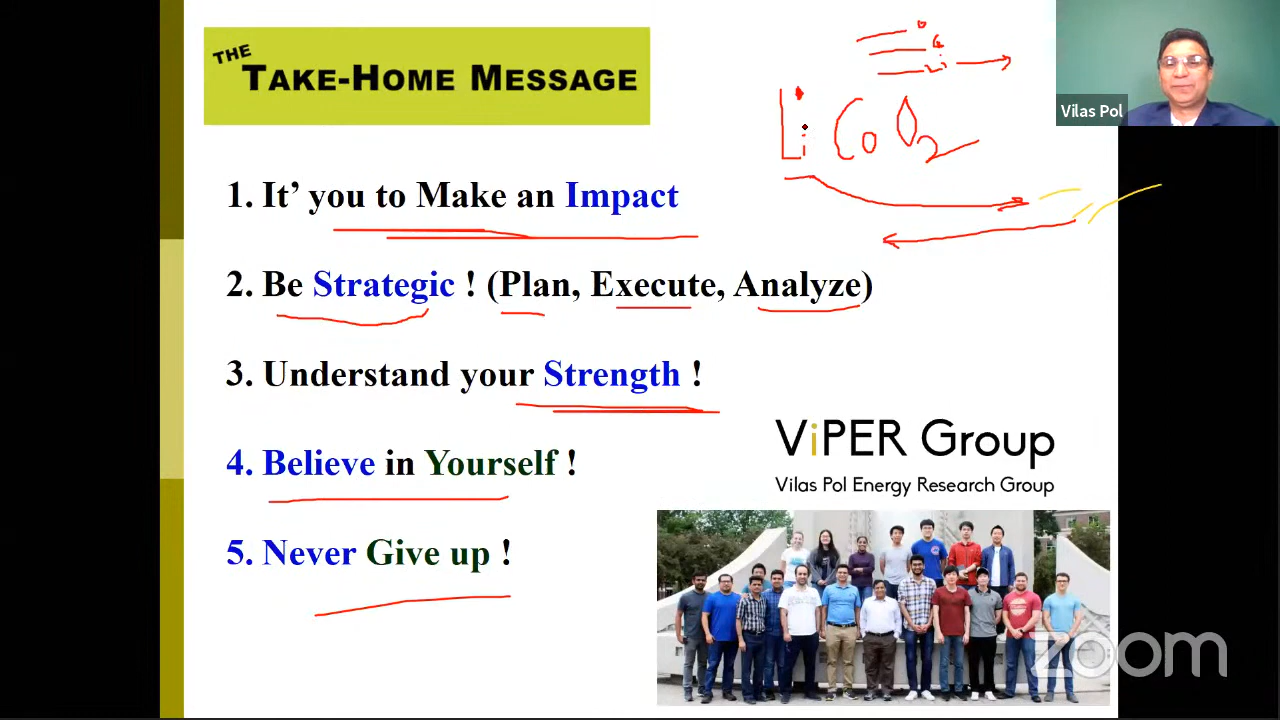 THE
TAKE-HOME MESSAGE
Li
LiCoO2
Vilas Pol
1. It' you to Make an Impact
2. Be Strategic ! (Plan, Execute, Analyze)
3. Understand your Strength !
4. Believe in Yourself !
5. Never Give up !
ViPER Group
Vilas Pol Energy Research Group
zoom